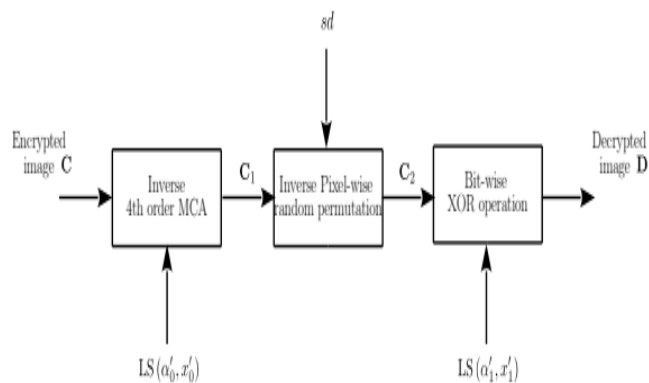 sd
Encrypted
image C
Inverse
4th order MCA
C₁
Inverse Pixel-wise
random permutation
C₂
Bit-wise
XOR operation
Decrypted
image D
LS(α′₀, x′₀)
LS(α′₁, x′₁)